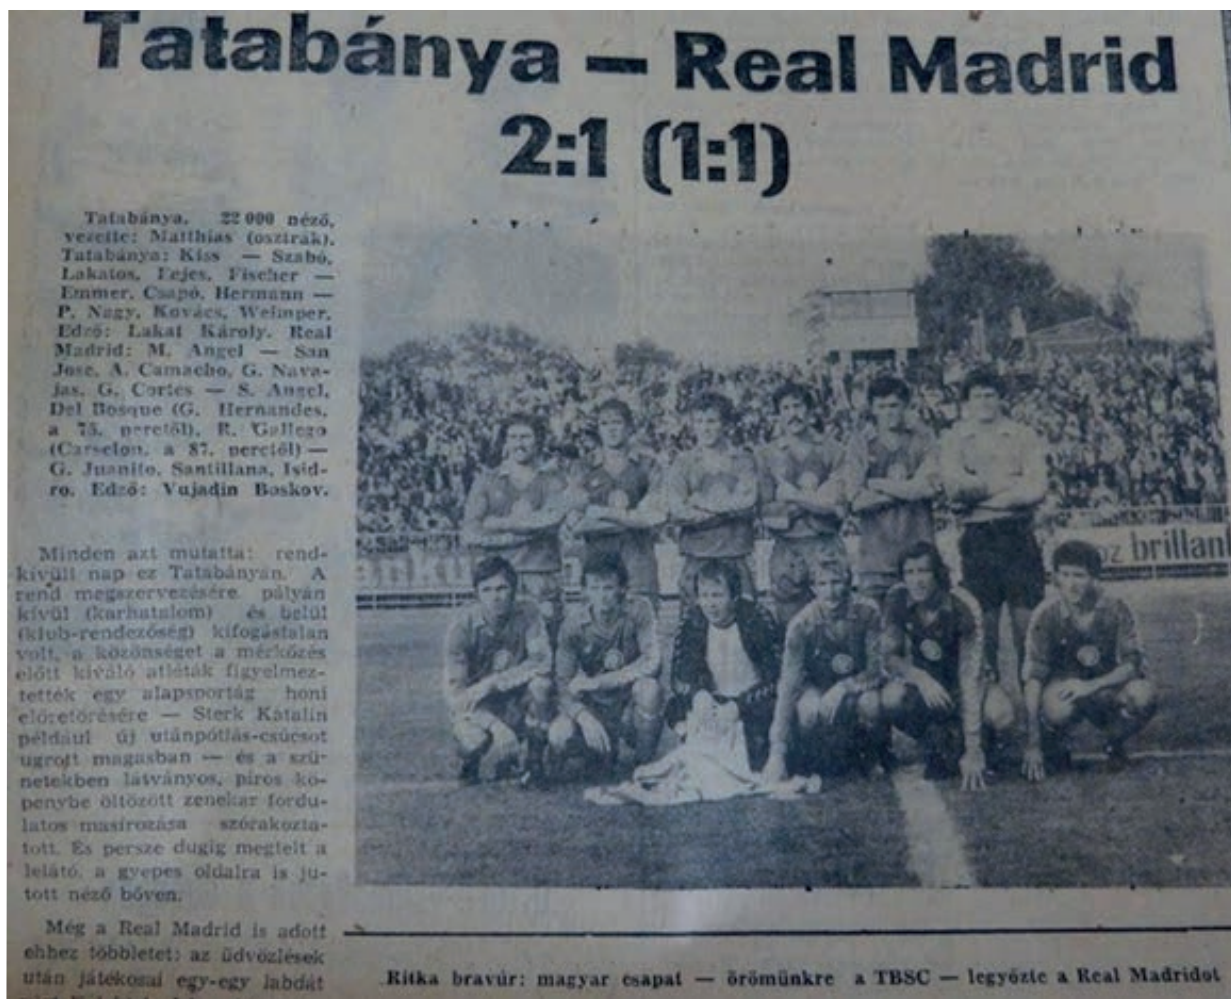 Tatabánya — Real Madrid
2:1 (1:1)
Tatabánya, 22 000 néző,
vezette: Matthias (osztrák).
Tatabánya: Kiss — Szabó,
Lakatos, Fejes, Fischer —
Emmer, Csapó, Hermann —
P. Nagy, Kovács, Weimper.
Edző: Lakat Károly. Real
Madrid: M. Angel — San
Jose, A. Camacho, G. Nava-
jas, G. Cortes — S. Angel,
Del Bosque (G. Hernandes,
a 75. perctől), R. Gallego
(Carselon, a 87. perctől) —
G. Juanito, Santillana, Isid-
ro. Edző: Vujadin Boskov.
Minden azt mutatta: rend-
kívüli nap ez Tatabányán. A
rend megszervezésére pályán
kívül (karhatalom) és belül
(klub-rendezőség) kifogástalan
volt, a közönséget a mérkőzés
előtt kiváló atléták figyelmez-
tették egy alapsportág honi
előretörésére — Sterk Katalin
például új utánpótlás-csúcsot
ugrott magasban — és a szü-
netekben látványos, piros kö-
penybe öltözött zenekar fordu-
latos masírozása szórakozta-
tott. És persze dugig megtelt a
lelátó, a gyepes oldalra is ju-
tott néző bőven.
Még a Real Madrid is adott
ehhez többletet: az üdvözlések
után játékosai egy-egy labdát
oz brillan
Ritka bravúr: magyar csapat — örömünkre a TBSC — legyőzte a Real Madridot